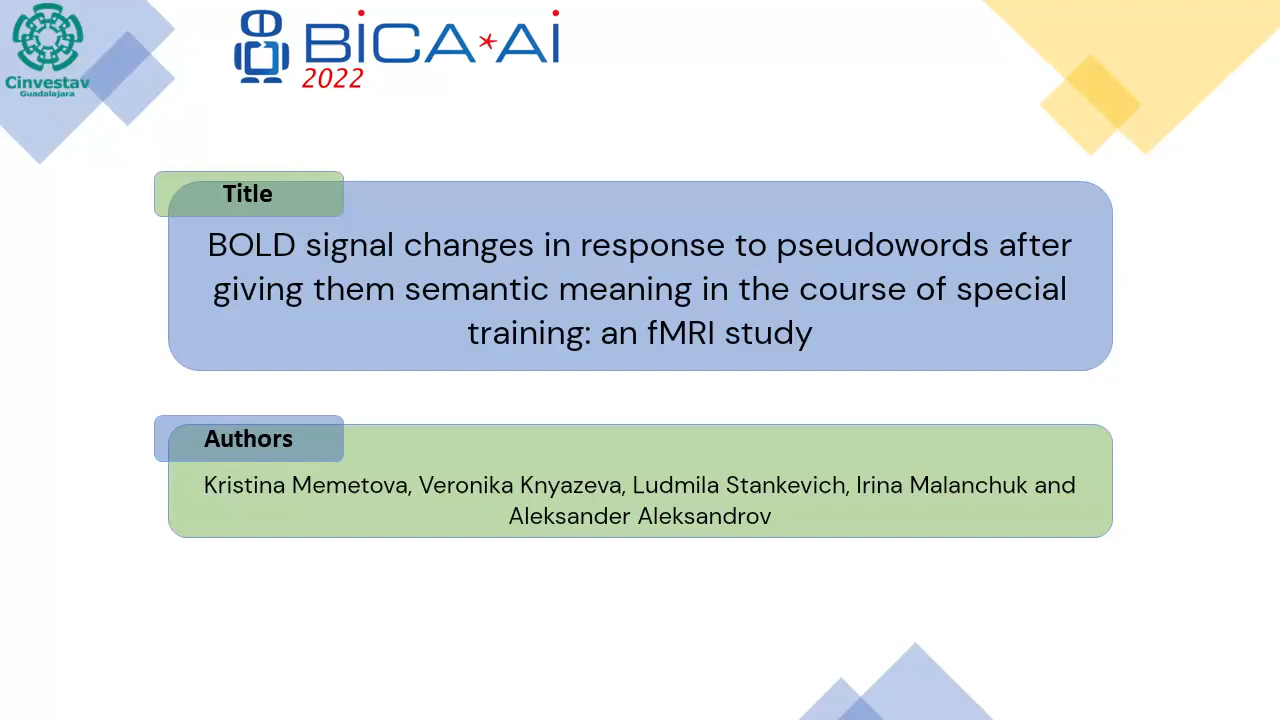 Cinvestav
Guadalajara
BiCA*Ai
2022
Title
BOLD signal changes in response to pseudowords after
giving them semantic meaning in the course of special
training: an fMRI study
Authors
Kristina Memetova, Veronika Knyazeva, Ludmila Stankevich, Irina Malanchuk and
Aleksander Aleksandrov